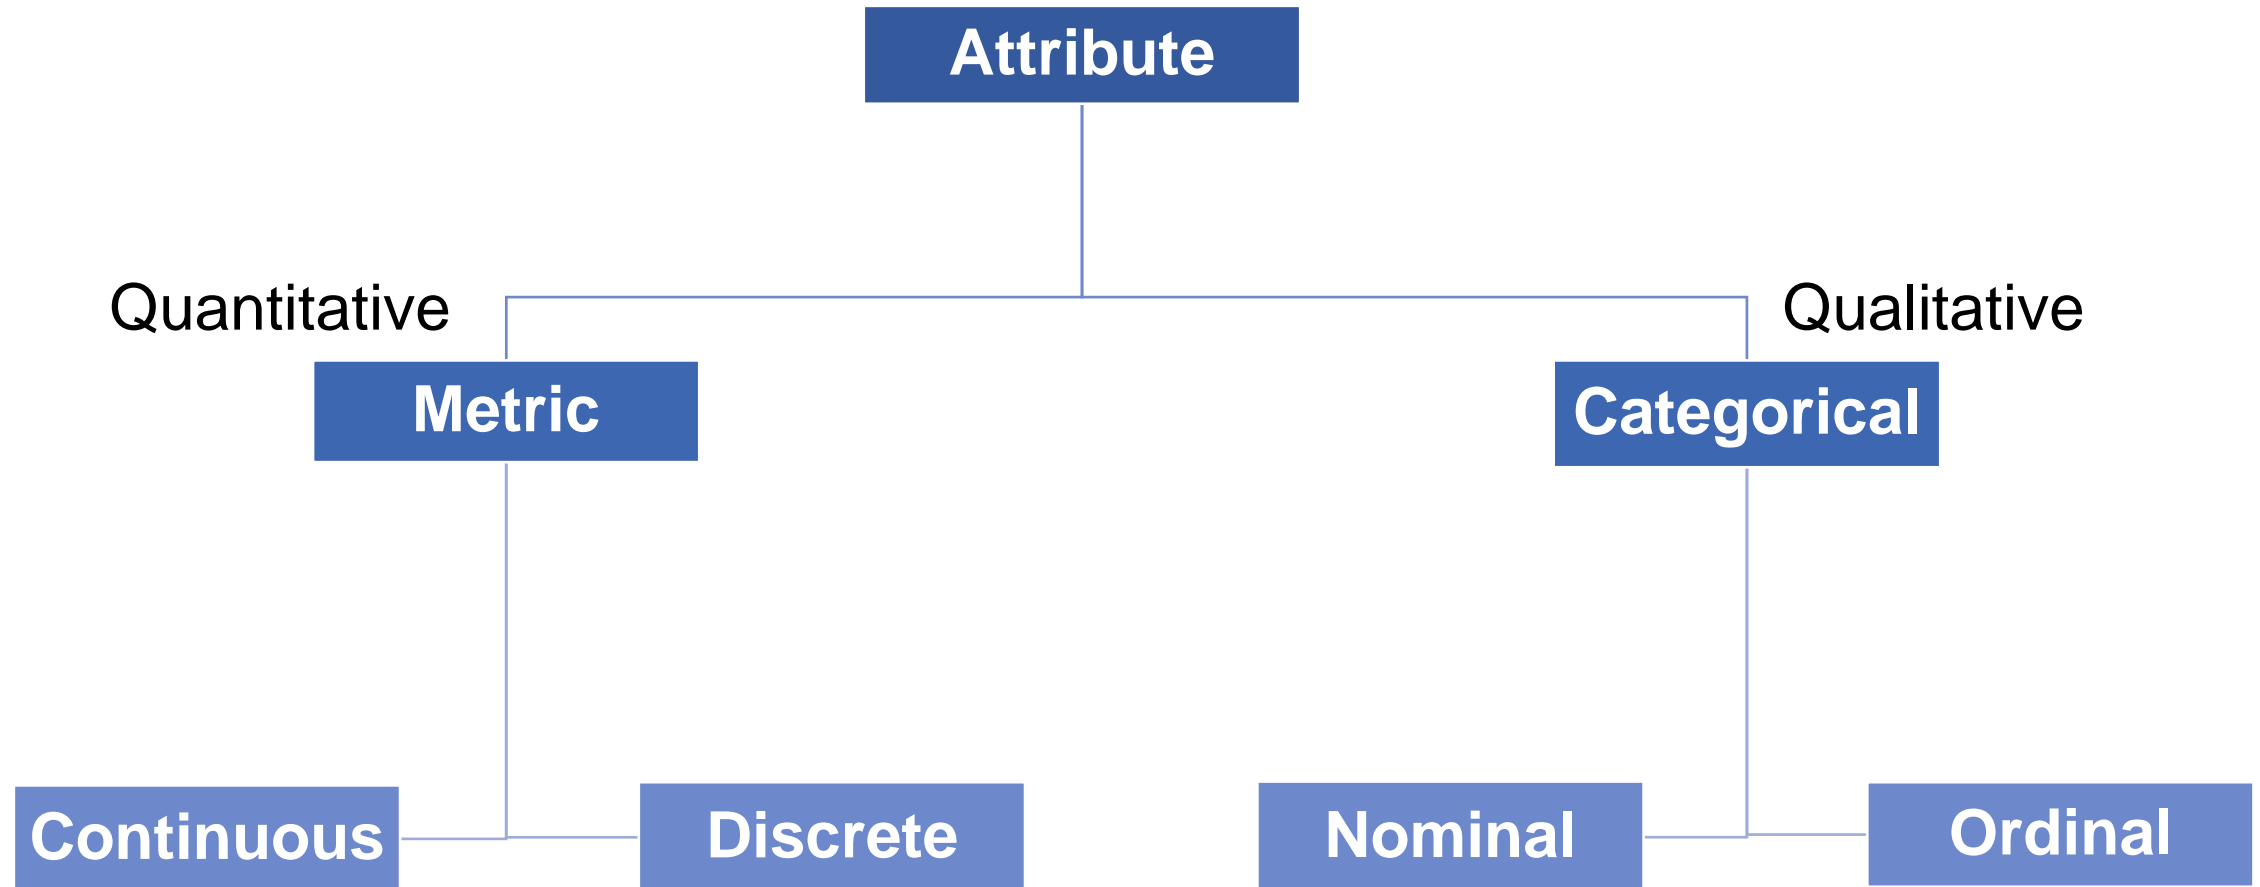 Attribute
Quantitative
Qualitative
Metric
Categorical
Continuous
Discrete
Nominal
Ordinal